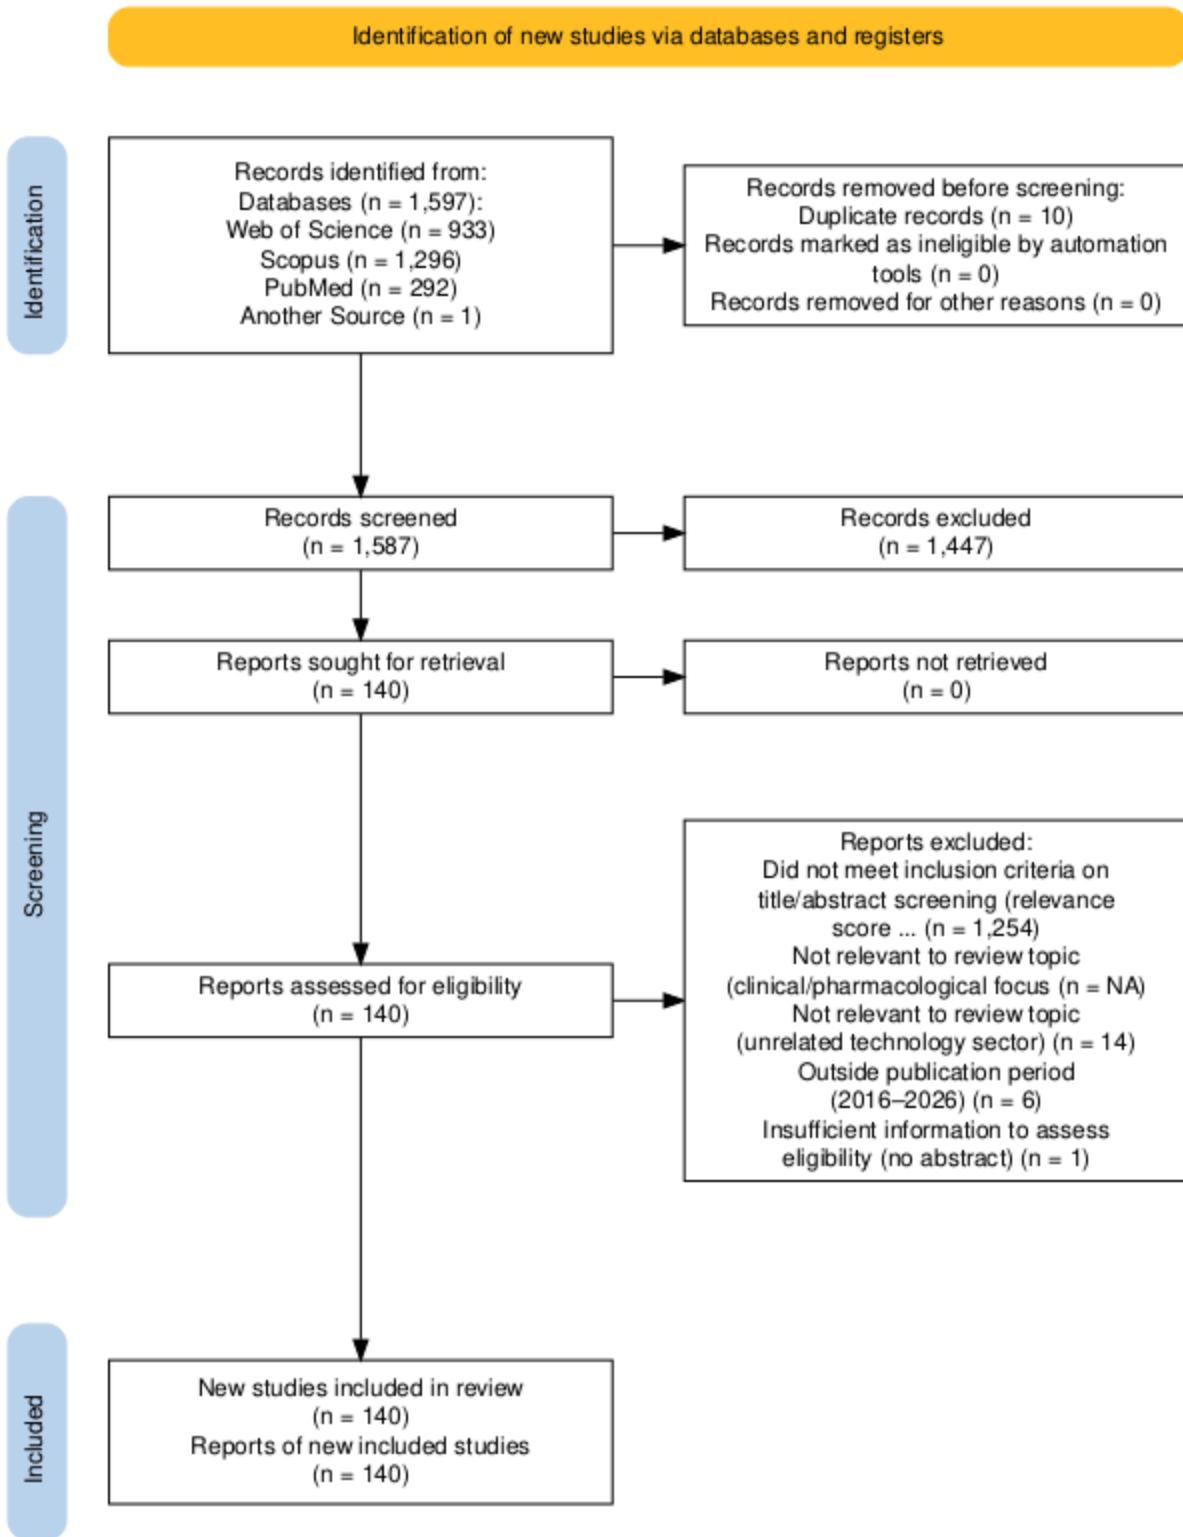 Identification of new studies via databases and registers
Identification
Records identified from:
Databases (n = 1,597):
Web of Science (n = 933)
Scopus (n = 1,296)
PubMed (n = 292)
Another Source (n = 1)
Records removed before screening:
Duplicate records (n = 10)
Records marked as ineligible by automation
tools (n = 0)
Records removed for other reasons (n = 0)
Screening
Records screened
(n = 1,587)
Records excluded
(n = 1,447)
Reports sought for retrieval
(n = 140)
Reports not retrieved
(n = 0)
Reports assessed for eligibility
(n = 140)
Reports excluded:
Did not meet inclusion criteria on
title/abstract screening (relevance
score ... (n = 1,254)
Not relevant to review topic
(clinical/pharmacological focus (n = NA)
Not relevant to review topic
(unrelated technology sector) (n = 14)
Outside publication period
(2016–2026) (n = 6)
Insufficient information to assess
eligibility (no abstract) (n = 1)
Included
New studies included in review
(n = 140)
Reports of new included studies
(n = 140)